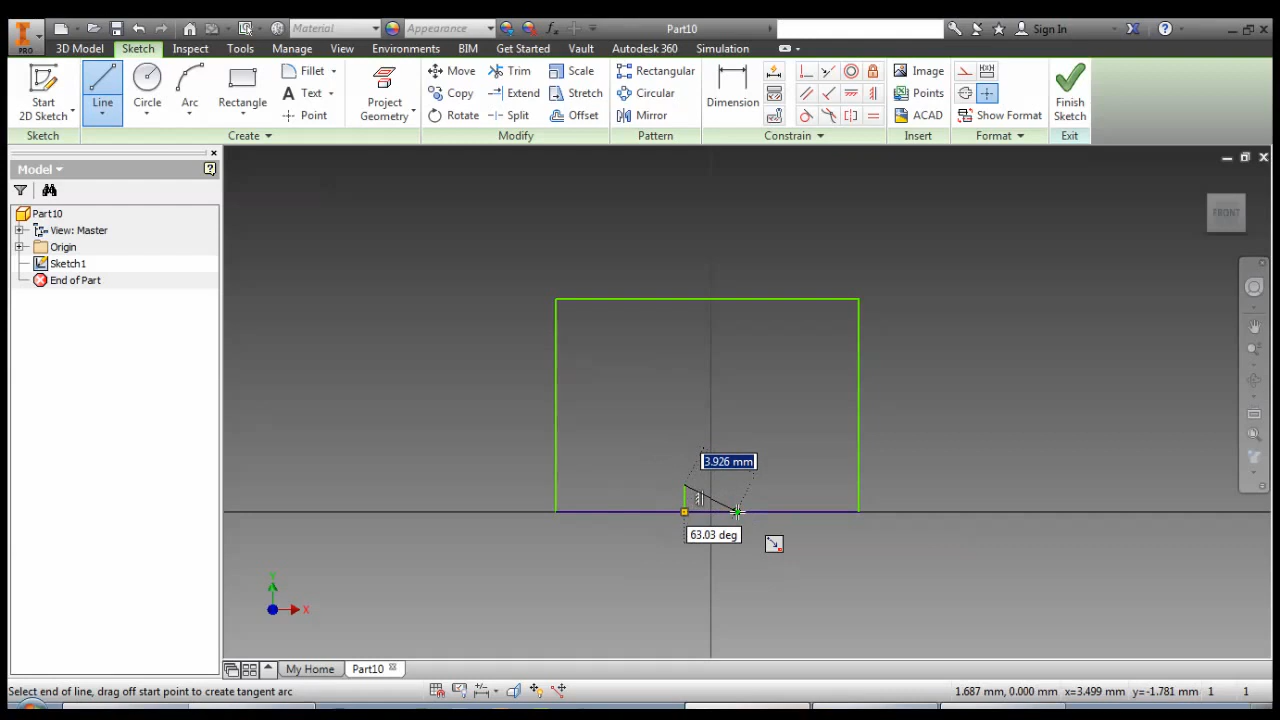 PRO
Material
Appearance
Part10
Sign In
3D Model
Sketch
Inspect
Tools
Manage
View
Environments
BIM
Get Started
Vault
Autodesk 360
Simulation
Start
2D Sketch
Line
Circle
Arc
Rectangle
Fillet
Text
Point
Project
Geometry
Move
Copy
Rotate
Trim
Extend
Split
Scale
Stretch
Offset
Rectangular
Circular
Mirror
Dimension
Image
Points
ACAD
Show Format
Finish
Sketch
Sketch
Create
Modify
Pattern
Constrain
Insert
Format
Exit
Model
Part10
View: Master
Origin
Sketch1
End of Part
FRONT
3.926 mm
63.03 deg
Y
X
My Home
Part10
Select end of line, drag off start point to create tangent arc
1.687 mm, 0.000 mm x=3.499 mm y=-1.781 mm 1 1